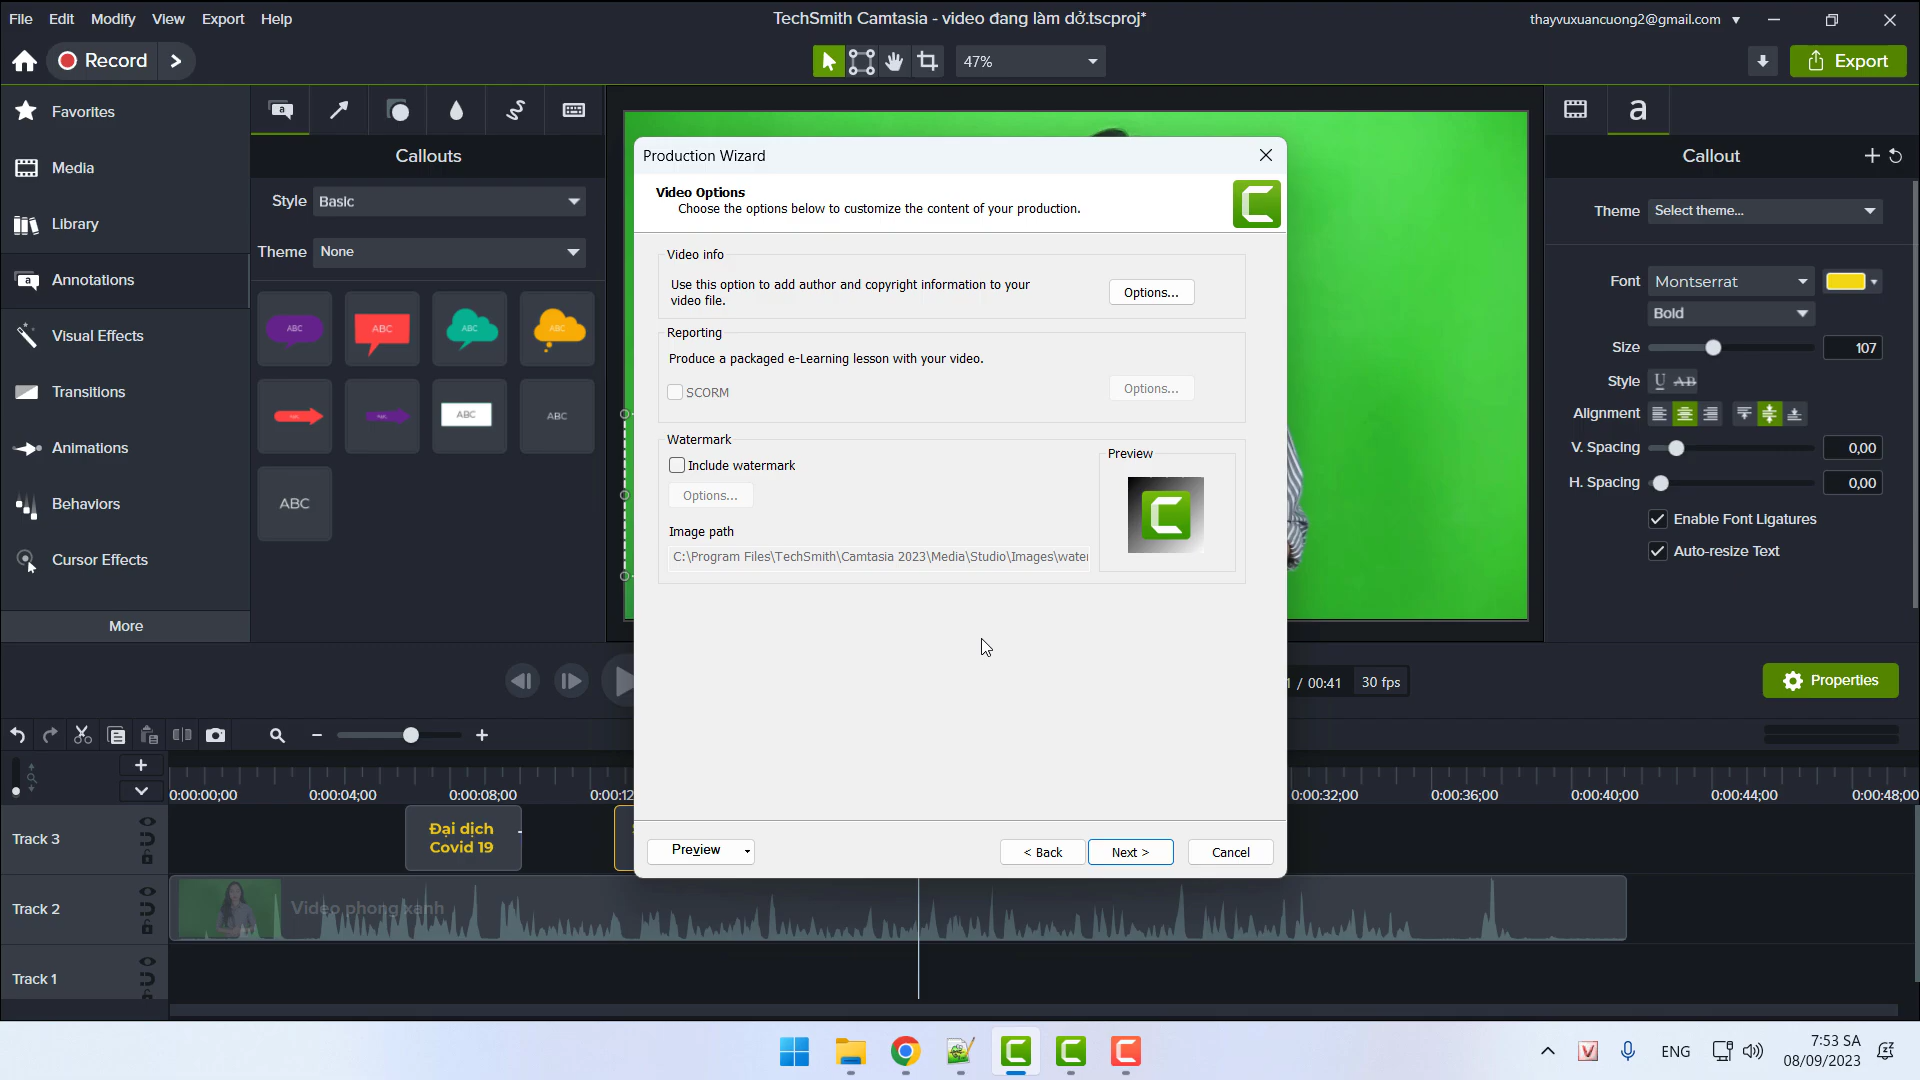 File Edit Modify View Export Help
TechSmith Camtasia - video đang làm dở.tscproj*
thayvuxuancuong2@gmail.com
Record
47%
Export
Favorites
Media
Library
Annotations
Visual Effects
Transitions
Animations
Behaviors
Cursor Effects
More
a
Callouts
Style Basic
Theme None
ABC ABC ABC ABC
ABC ABC
ABC
Production Wizard
Video Options
Choose the options below to customize the content of your production.
Video info
Use this option to add author and copyright information to your
video file.
Options...
Reporting
Produce a packaged e-Learning lesson with your video.
SCORM
Options...
Watermark
Include watermark
Options...
Image path
C:\Program Files\TechSmith\Camtasia 2023\Media\Studio\Images\water
Preview
Preview
< Back
Next >
Cancel
a
Callout
Theme Select theme...
Font Montserrat
Bold
Size 107
Style U AB
Alignment
V. Spacing 0,00
H. Spacing 0,00
Enable Font Ligatures
Auto-resize Text
/ 00:41 30 fps
Properties
0:00:00;00 0:00:04;00 0:00:08;00 0:00:12 0:00:32;00 0:00:36;00 0:00:40;00 0:00:44;00 0:00:48;00
Track 3
Đại dịch
Covid 19
Track 2
Video phong xanh
Track 1
ENG
7:53 SA
08/09/2023